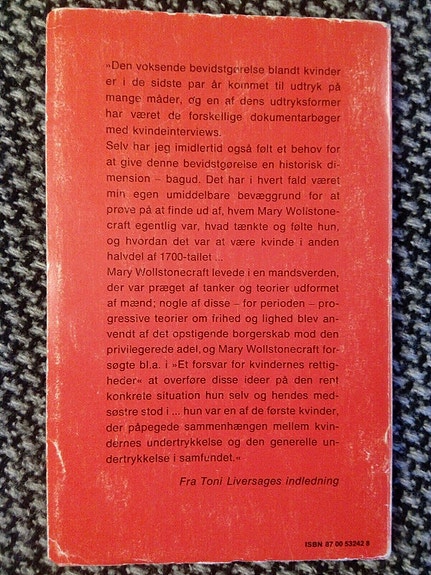 »Den voksende bevidstgørelse blandt kvinder
er i de sidste par år kommet til udtryk på
mange måder, og en af dens udtryksformer
har været de forskellige dokumentarbøger
med kvindeinterviews.
Selv har jeg imidlertid også følt et behov for
at give denne bevidstgørelse en historisk di-
mension – bagud. Det har i hvert fald været
min egen umiddelbare bevæggrund for at
prøve på at finde ud af, hvem Mary Wollstone-
craft egentlig var, hvad tænkte og følte hun,
og hvordan det var at være kvinde i anden
halvdel af 1700-tallet ...
Mary Wollstonecraft levede i en mandsverden,
der var præget af tanker og teorier udformet
af mænd; nogle af disse – for perioden – pro-
gressive teorier om frihed og lighed blev an-
vendt af det opstigende borgerskab mod den
privilegerede adel, og Mary Wollstonecraft for-
søgte bl.a. i »Et forsvar for kvindernes rettig-
heder« at overføre disse ideer på den rent
konkrete situation hun selv og hendes med-
søstre stod i ... hun var en af de første kvinder,
der påpegede sammenhængen mellem kvin-
dernes undertrykkelse og den generelle un-
dertrykkelse i samfundet.«
Fra Toni Liversages indledning
ISBN 87 00 53242 8